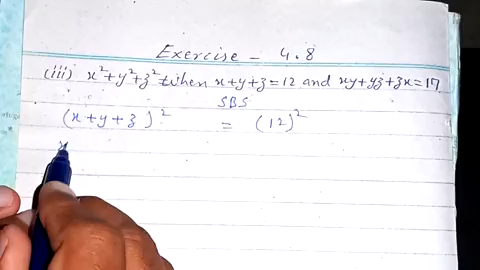 Exercise - 4.8
(iii) x²+y²+z² when x+y+z=12 and xy+yz+zx=17
SBS
(x+y+z)² = (12)²
x